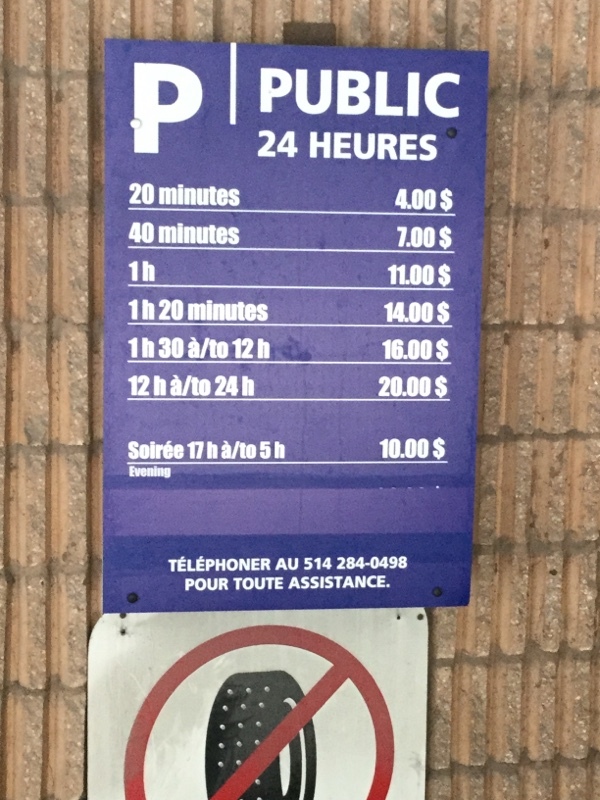 P PUBLIC
24 HEURES
20 minutes 4.00 $
40 minutes 7.00 $
1 h 11.00 $
1 h 20 minutes 14.00 $
1 h 30 à/to 12 h 16.00 $
12 h à/to 24 h 20.00 $
Soirée 17 h à/to 5 h 10.00 $
Evening
TÉLÉPHONER AU 514 284-0498
POUR TOUTE ASSISTANCE.